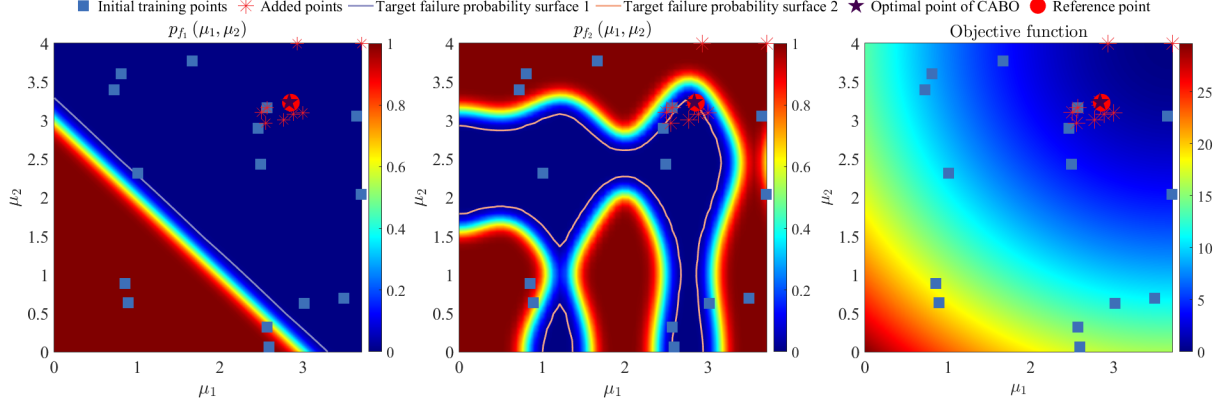 Initial training points Added points Target failure probability surface 1 Target failure probability surface 2 Optimal point of CABO Reference point
p_{f_1}(μ_1, μ_2) p_{f_2}(μ_1, μ_2) Objective function
4 1 4 1 4
3.5 3.5 3.5 25
3 0.8 3 0.8 3
2.5 2.5 2.5 20
μ_2 2 0.6 μ_2 2 0.6 μ_2 2 15
1.5 0.4 1.5 0.4 1.5 10
1 1 1
0.5 0.2 0.5 0.2 0.5 5
0 0 0 0 0 0
0 1 2 3 0 1 2 3 0 1 2 3
μ_1 μ_1 μ_1